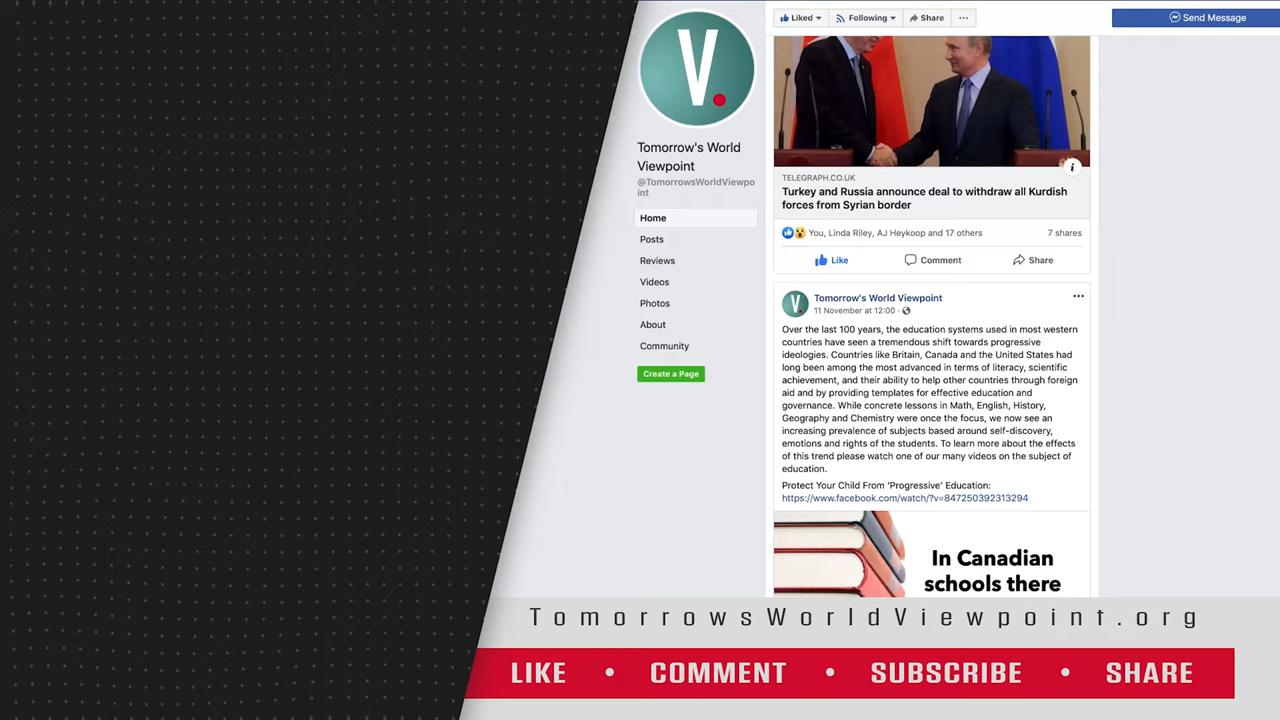 Liked
Following
Share
Send Message
V.
Tomorrow's World
Viewpoint
@TomorrowsWorldViewpo
int
Home
Posts
Reviews
Videos
Photos
About
Community
Create a Page
TELEGRAPH.CO.UK
Turkey and Russia announce deal to withdraw all Kurdish
forces from Syrian border
You, Linda Riley, AJ Heykoop and 17 others 7 shares
Like Comment Share
V.
Tomorrow's World Viewpoint
11 November at 12:00 ·
Over the last 100 years, the education systems used in most western
countries have seen a tremendous shift towards progressive
ideologies. Countries like Britain, Canada and the United States had
long been among the most advanced in terms of literacy, scientific
achievement, and their ability to help other countries through foreign
aid and by providing templates for effective education and
governance. While concrete lessons in Math, English, History,
Geography and Chemistry were once the focus, we now see an
increasing prevalence of subjects based around self-discovery,
emotions and rights of the students. To learn more about the effects
of this trend please watch one of our many videos on the subject of
education.
Protect Your Child From ‘Progressive’ Education:
https://www.facebook.com/watch/?v=847250392313294
In Canadian
schools there
TomorrowsWorldViewpoint.org
LIKE • COMMENT • SUBSCRIBE • SHARE